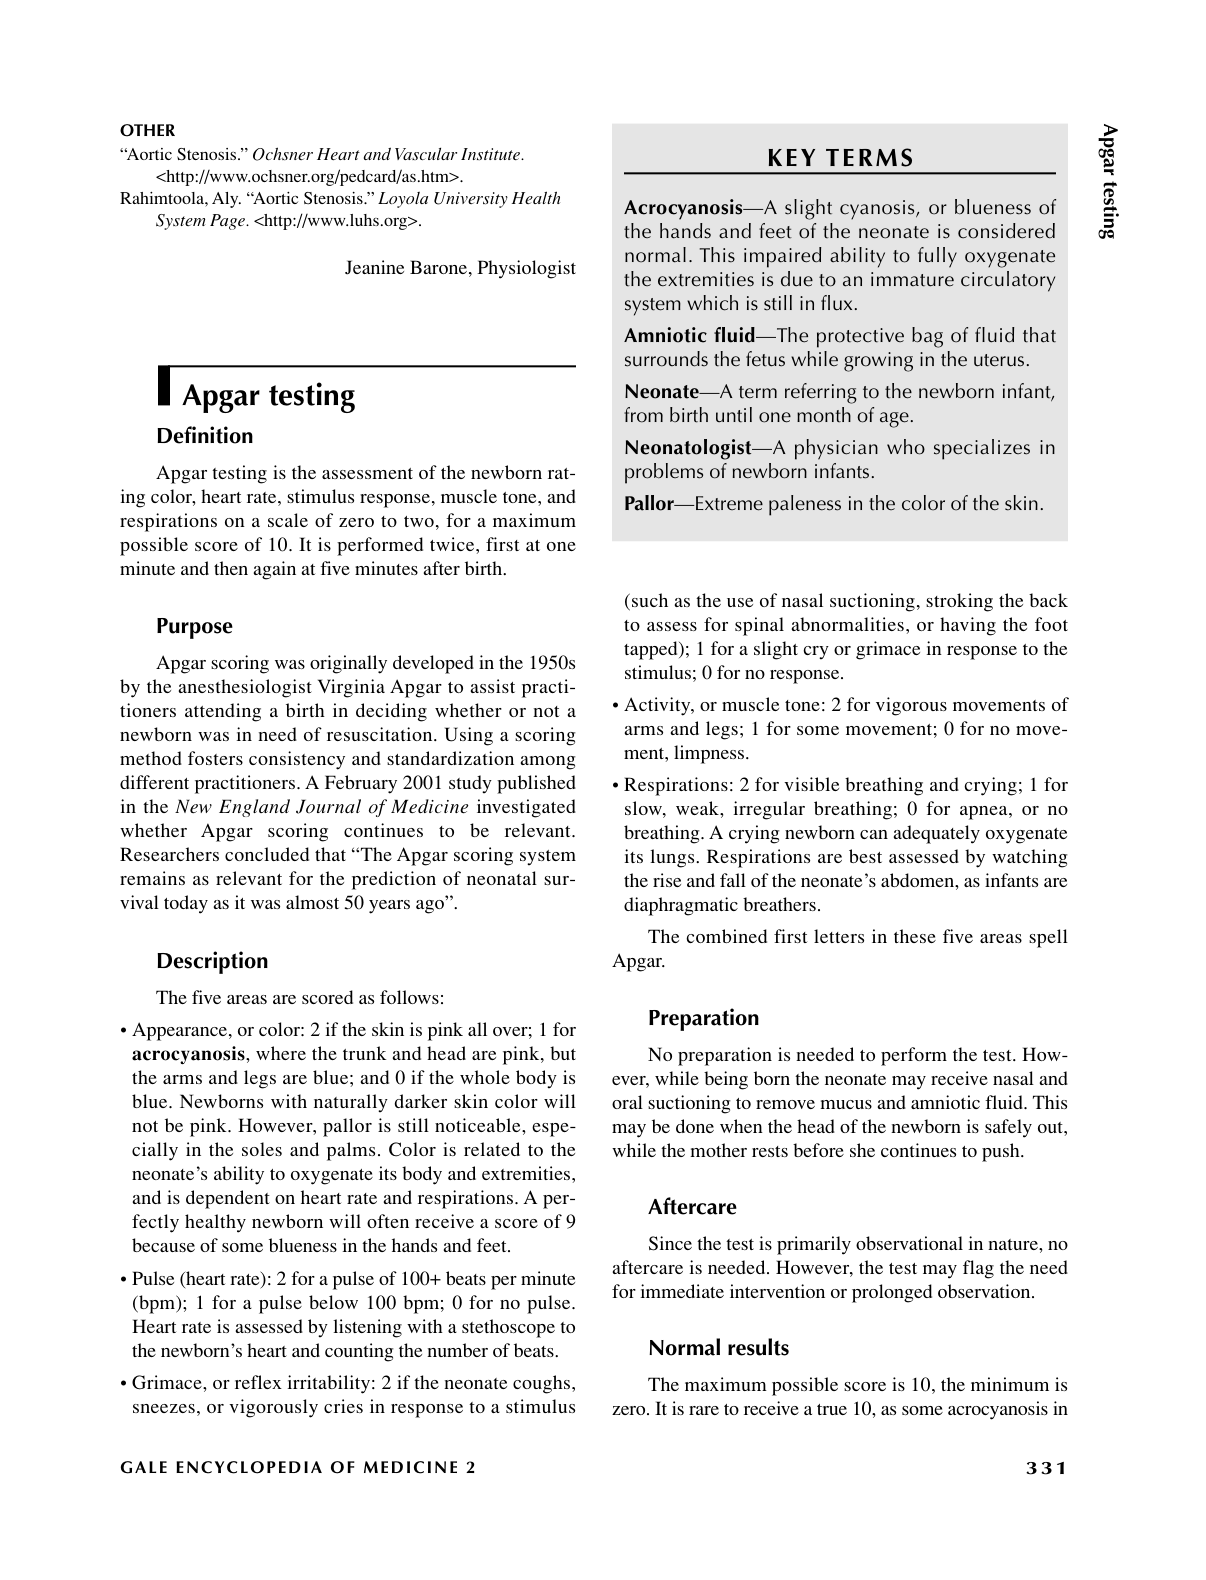 OTHER
“Aortic Stenosis.” Ochsner Heart and Vascular Institute.
<http://www.ochsner.org/pedcard/as.htm>.
Rahimtoola, Aly. “Aortic Stenosis.” Loyola University Health
System Page. <http://www.luhs.org>.
Jeanine Barone, Physiologist
Apgar testing
Definition
Apgar testing is the assessment of the newborn rat-
ing color, heart rate, stimulus response, muscle tone, and
respirations on a scale of zero to two, for a maximum
possible score of 10. It is performed twice, first at one
minute and then again at five minutes after birth.
Purpose
Apgar scoring was originally developed in the 1950s
by the anesthesiologist Virginia Apgar to assist practi-
tioners attending a birth in deciding whether or not a
newborn was in need of resuscitation. Using a scoring
method fosters consistency and standardization among
different practitioners. A February 2001 study published
in the New England Journal of Medicine investigated
whether Apgar scoring continues to be relevant.
Researchers concluded that “The Apgar scoring system
remains as relevant for the prediction of neonatal sur-
vival today as it was almost 50 years ago”.
Description
The five areas are scored as follows:
• Appearance, or color: 2 if the skin is pink all over; 1 for
acrocyanosis, where the trunk and head are pink, but
the arms and legs are blue; and 0 if the whole body is
blue. Newborns with naturally darker skin color will
not be pink. However, pallor is still noticeable, espe-
cially in the soles and palms. Color is related to the
neonate’s ability to oxygenate its body and extremities,
and is dependent on heart rate and respirations. A per-
fectly healthy newborn will often receive a score of 9
because of some blueness in the hands and feet.
• Pulse (heart rate): 2 for a pulse of 100+ beats per minute
(bpm); 1 for a pulse below 100 bpm; 0 for no pulse.
Heart rate is assessed by listening with a stethoscope to
the newborn’s heart and counting the number of beats.
• Grimace, or reflex irritability: 2 if the neonate coughs,
sneezes, or vigorously cries in response to a stimulus
KEY TERMS
Acrocyanosis—A slight cyanosis, or blueness of
the hands and feet of the neonate is considered
normal. This impaired ability to fully oxygenate
the extremities is due to an immature circulatory
system which is still in flux.
Amniotic fluid—The protective bag of fluid that
surrounds the fetus while growing in the uterus.
Neonate—A term referring to the newborn infant,
from birth until one month of age.
Neonatologist—A physician who specializes in
problems of newborn infants.
Pallor—Extreme paleness in the color of the skin.
(such as the use of nasal suctioning, stroking the back
to assess for spinal abnormalities, or having the foot
tapped); 1 for a slight cry or grimace in response to the
stimulus; 0 for no response.
• Activity, or muscle tone: 2 for vigorous movements of
arms and legs; 1 for some movement; 0 for no move-
ment, limpness.
• Respirations: 2 for visible breathing and crying; 1 for
slow, weak, irregular breathing; 0 for apnea, or no
breathing. A crying newborn can adequately oxygenate
its lungs. Respirations are best assessed by watching
the rise and fall of the neonate’s abdomen, as infants are
diaphragmatic breathers.
The combined first letters in these five areas spell
Apgar.
Preparation
No preparation is needed to perform the test. How-
ever, while being born the neonate may receive nasal and
oral suctioning to remove mucus and amniotic fluid. This
may be done when the head of the newborn is safely out,
while the mother rests before she continues to push.
Aftercare
Since the test is primarily observational in nature, no
aftercare is needed. However, the test may flag the need
for immediate intervention or prolonged observation.
Normal results
The maximum possible score is 10, the minimum is
zero. It is rare to receive a true 10, as some acrocyanosis in
Apgar testing
GALE ENCYCLOPEDIA OF MEDICINE 2
331